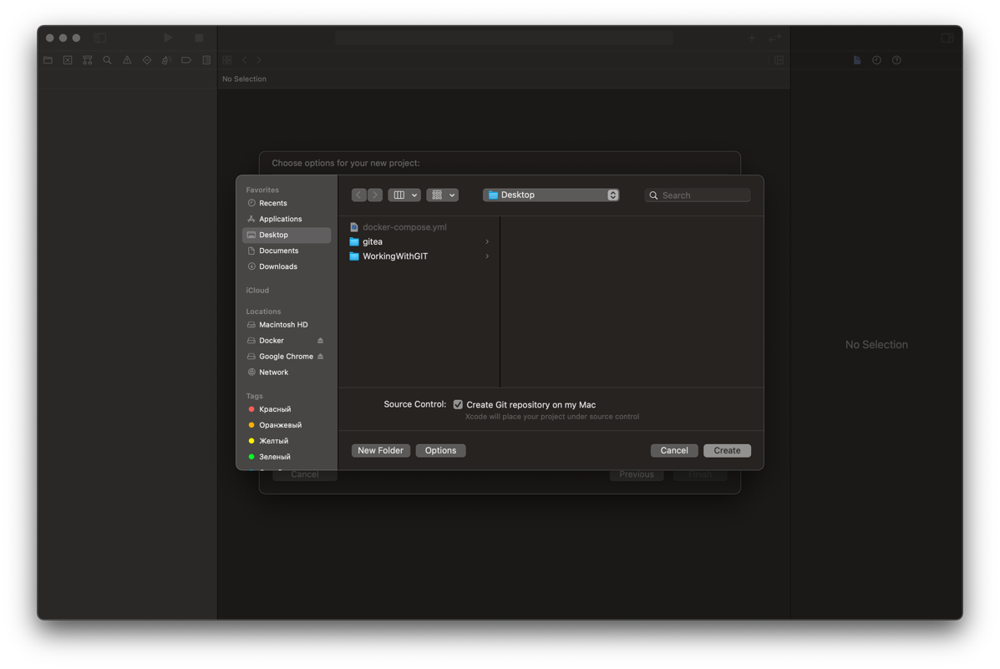 No Selection
Choose options for your new project:
Favorites
Recents
Applications
Desktop
Documents
Downloads
iCloud
Locations
Macintosh HD
Docker
Google Chrome
Network
Tags
Красный
Оранжевый
Желтый
Зеленый
Desktop
Search
docker-compose.yml
gitea
WorkingWithGIT
Source Control: Create Git repository on my Mac
Xcode will place your project under source control
New Folder Options Cancel Create
Cancel Previous Finish
No Selection